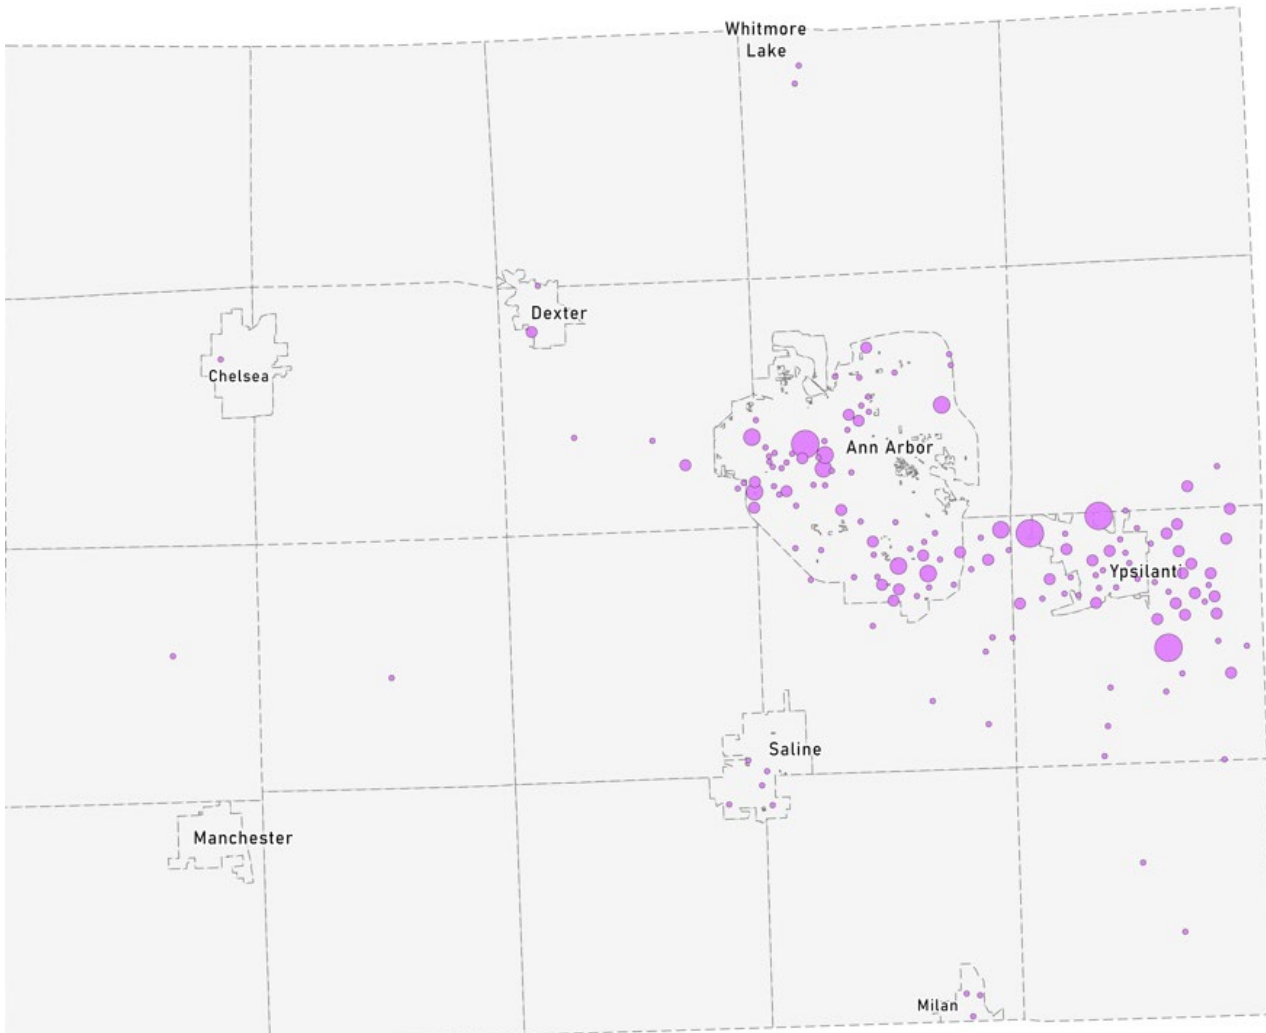 Whitmore
Lake
Dexter
Chelsea
Ann Arbor
Ypsilanti
Saline
Manchester
Milan